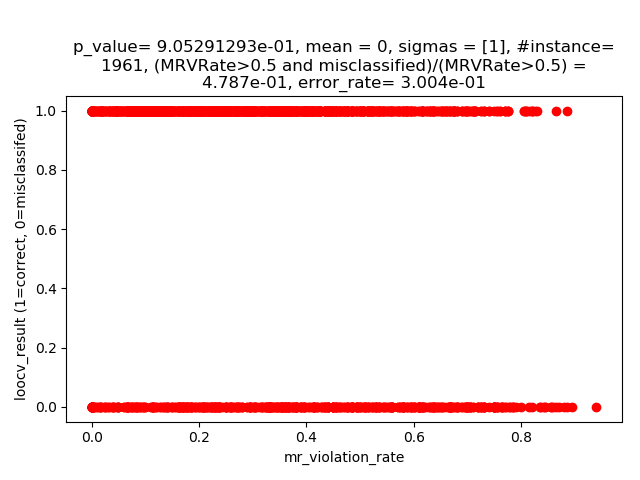 p_value= 9.05291293e-01, mean = 0, sigmas = [1], #instance=
1961, (MRVRate>0.5 and misclassified)/(MRVRate>0.5) =
4.787e-01, error_rate= 3.004e-01
1.0
0.8
0.6
0.4
0.2
0.0
loocv_result (1=correct, 0=misclassifed)
0.0 0.2 0.4 0.6 0.8
mr_violation_rate